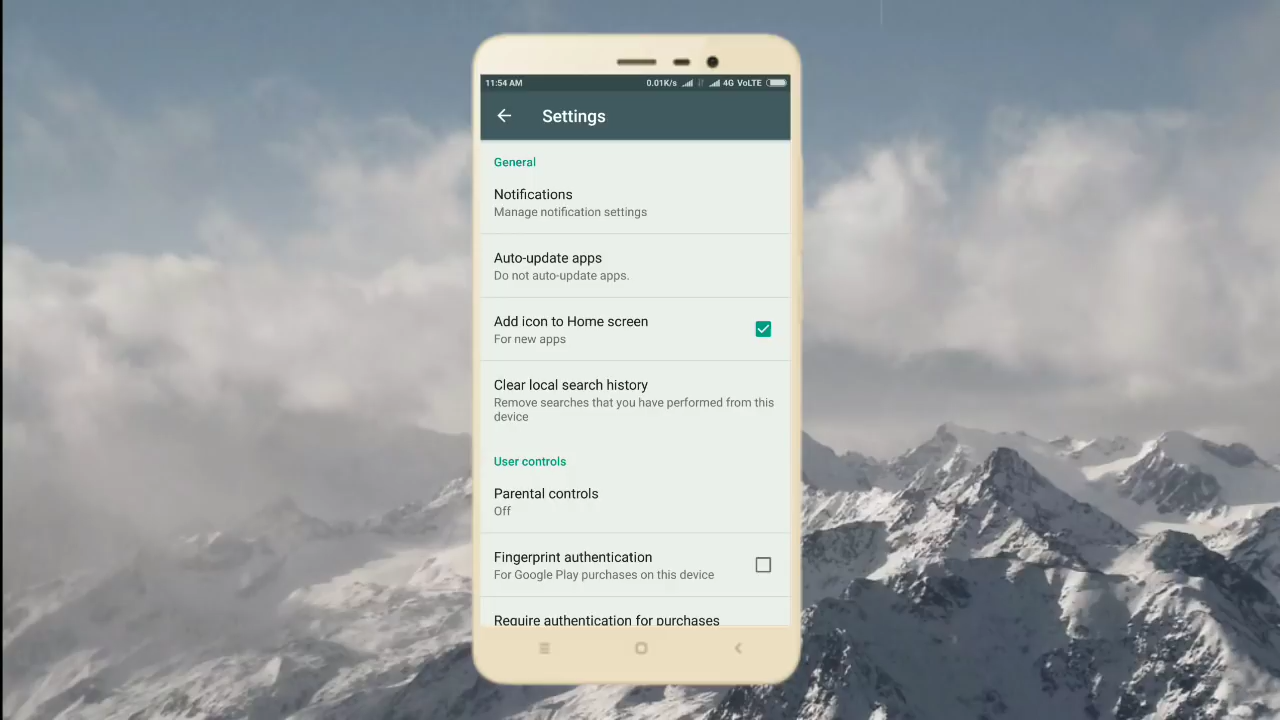 11:54 AM 0.01K/s 4G VoLTE
Settings
General
Notifications
Manage notification settings
Auto-update apps
Do not auto-update apps.
Add icon to Home screen
For new apps
Clear local search history
Remove searches that you have performed from this
device
User controls
Parental controls
Off
Fingerprint authentication
For Google Play purchases on this device
Require authentication for purchases